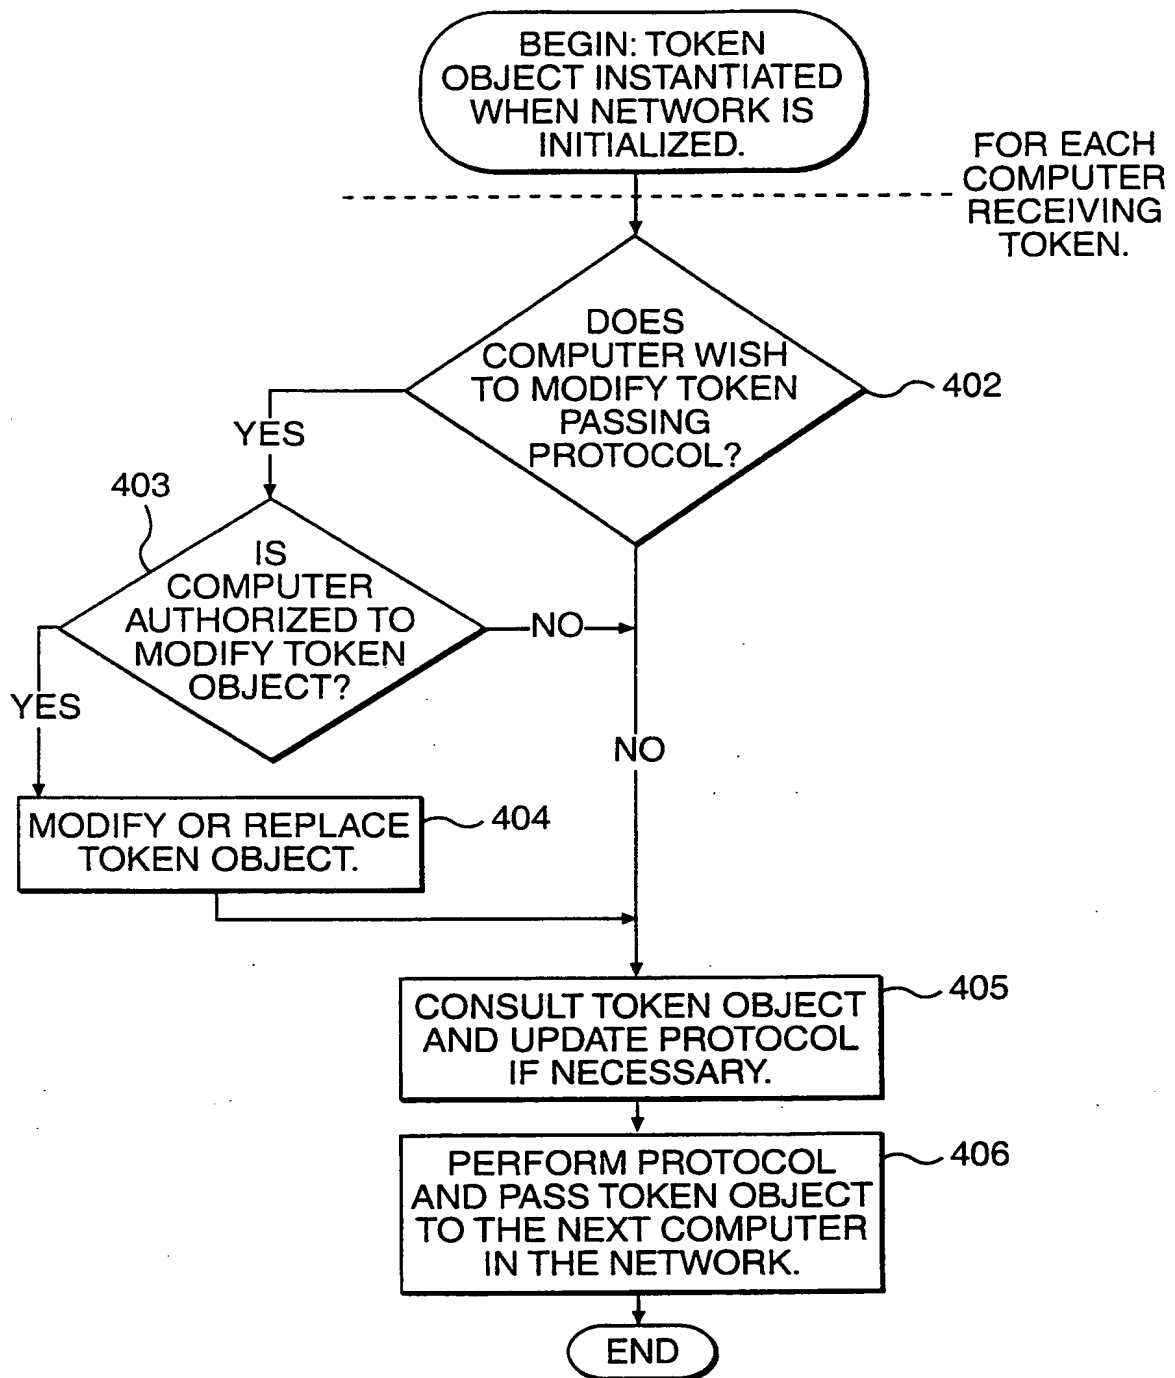 BEGIN: TOKEN
OBJECT INSTANTIATED
WHEN NETWORK IS
INITIALIZED.
FOR EACH
COMPUTER
RECEIVING
TOKEN.
DOES
COMPUTER WISH
TO MODIFY TOKEN
PASSING
PROTOCOL?
402
YES
403
IS
COMPUTER
AUTHORIZED TO
MODIFY TOKEN
OBJECT?
NO
YES
NO
MODIFY OR REPLACE
TOKEN OBJECT.
404
CONSULT TOKEN OBJECT
AND UPDATE PROTOCOL
IF NECESSARY.
405
PERFORM PROTOCOL
AND PASS TOKEN OBJECT
TO THE NEXT COMPUTER
IN THE NETWORK.
406
END